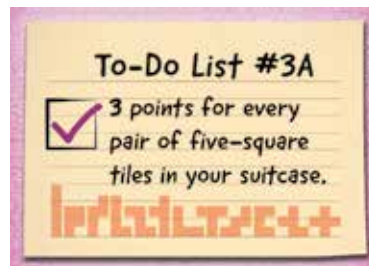 To-Do List #3A
3 points for every
pair of five-square
tiles in your suitcase.